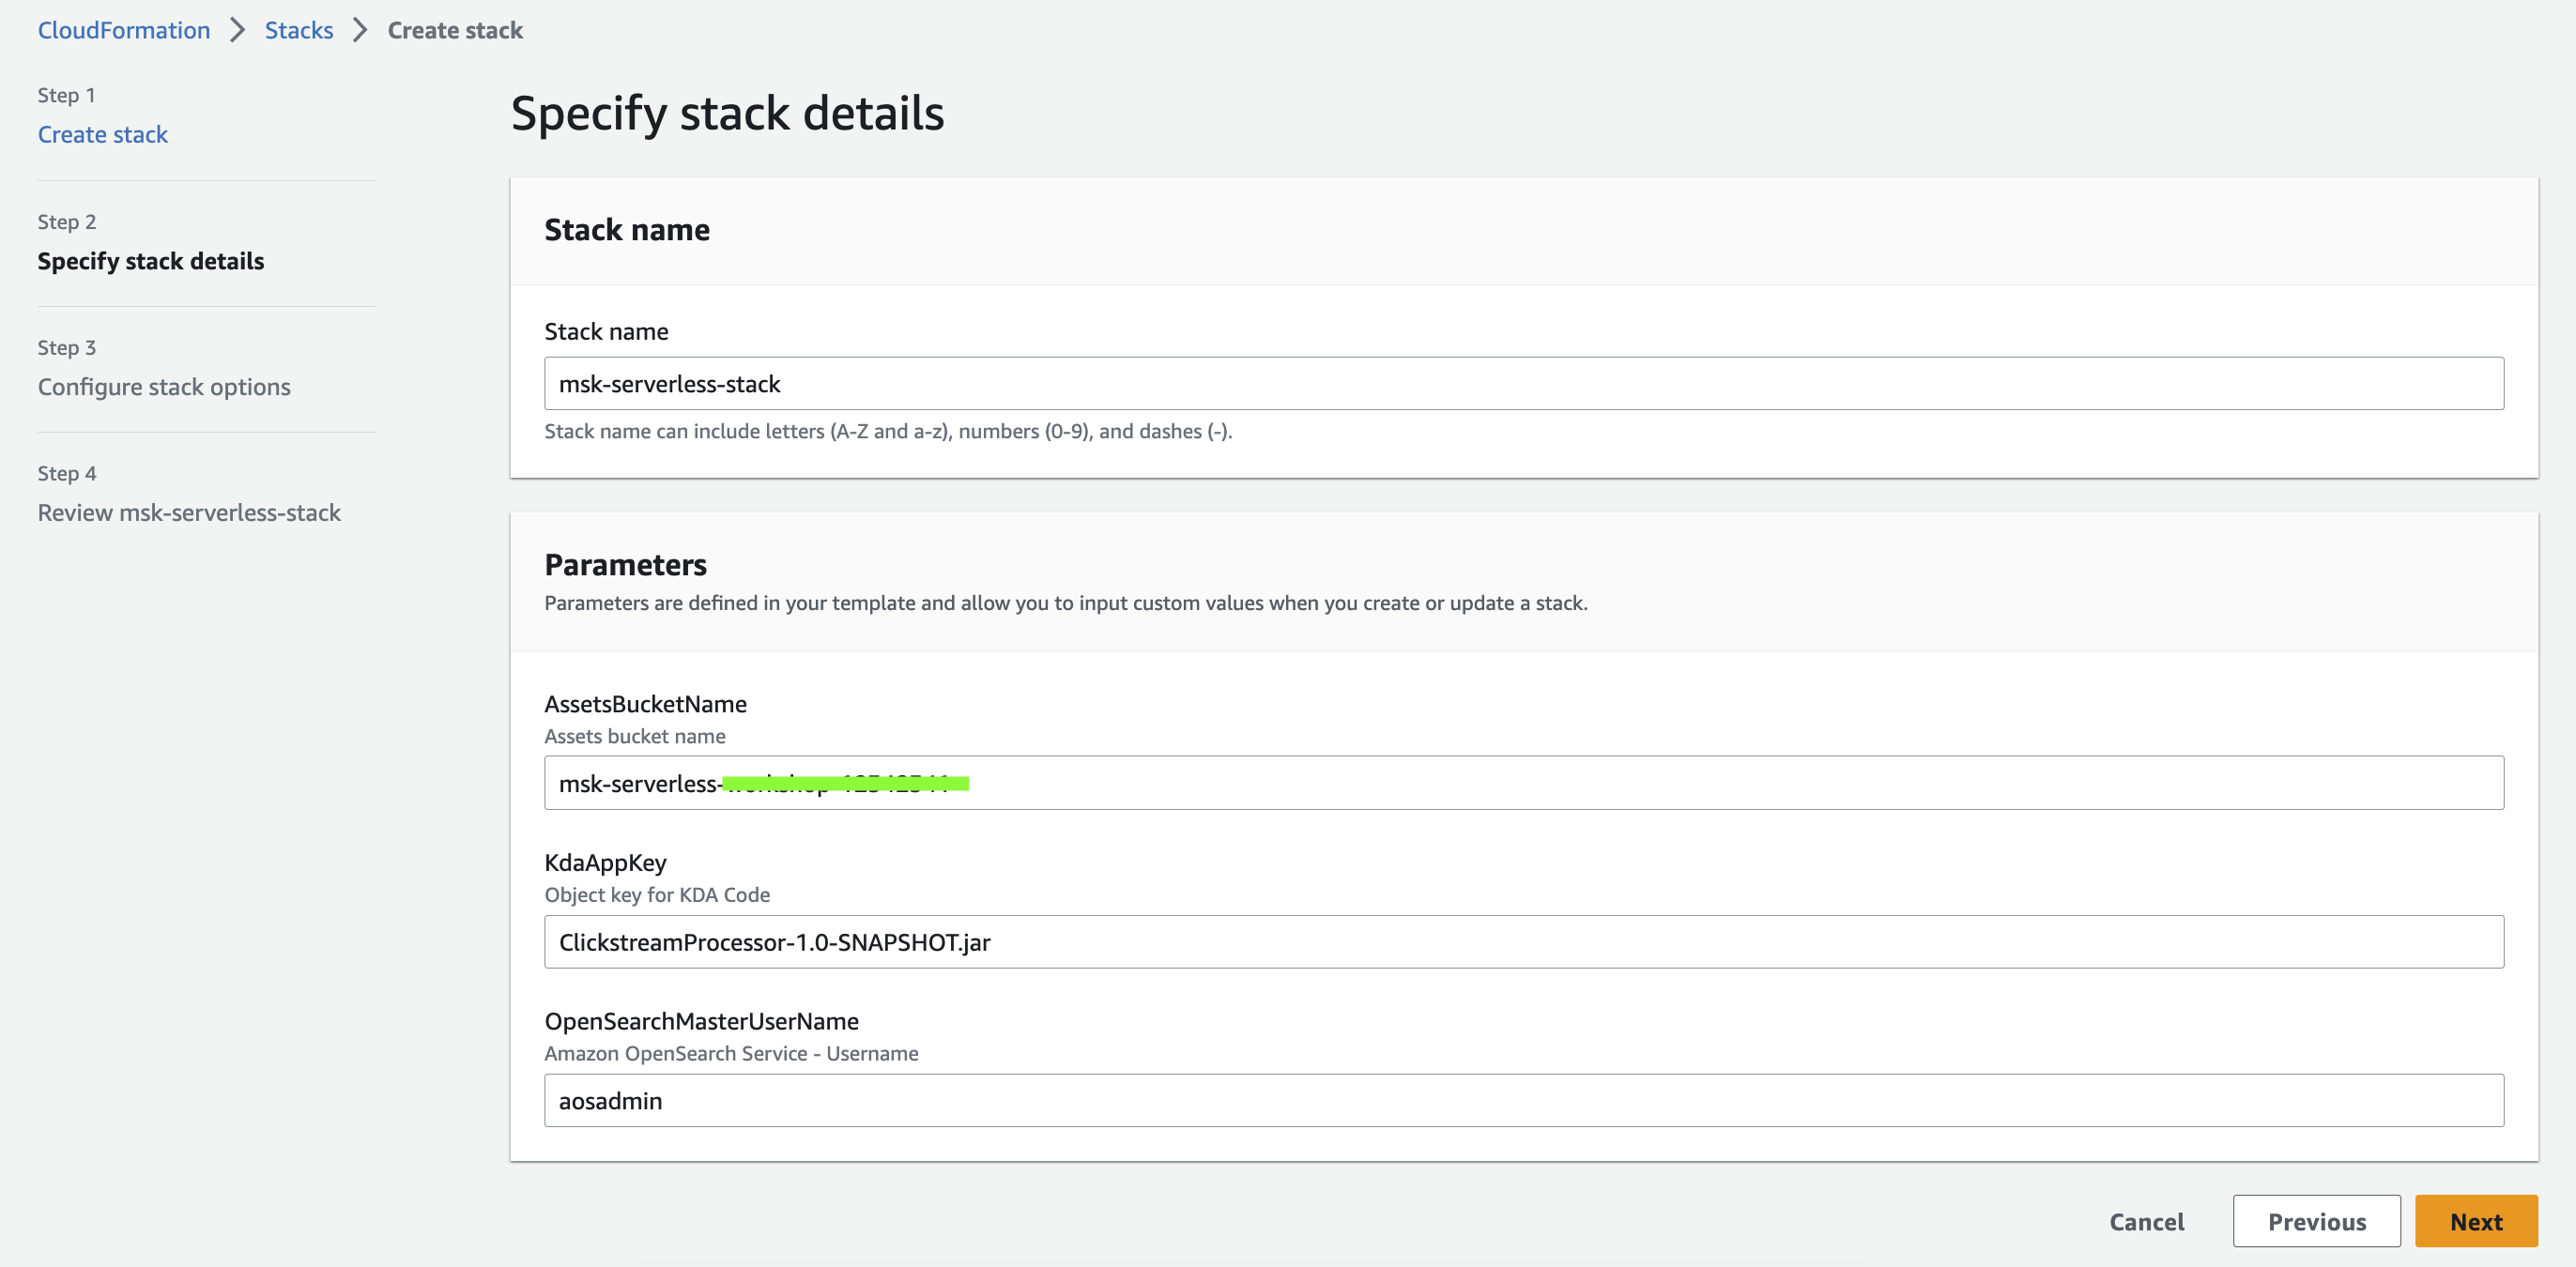 CloudFormation > Stacks > Create stack
Step 1
Create stack
Step 2
Specify stack details
Step 3
Configure stack options
Step 4
Review msk-serverless-stack
Specify stack details
Stack name
Stack name
msk-serverless-stack
Stack name can include letters (A-Z and a-z), numbers (0-9), and dashes (-).
Parameters
Parameters are defined in your template and allow you to input custom values when you create or update a stack.
AssetsBucketName
Assets bucket name
msk-serverless-
KdaAppKey
Object key for KDA Code
ClickstreamProcessor-1.0-SNAPSHOT.jar
OpenSearchMasterUserName
Amazon OpenSearch Service - Username
aosadmin
Cancel
Previous
Next